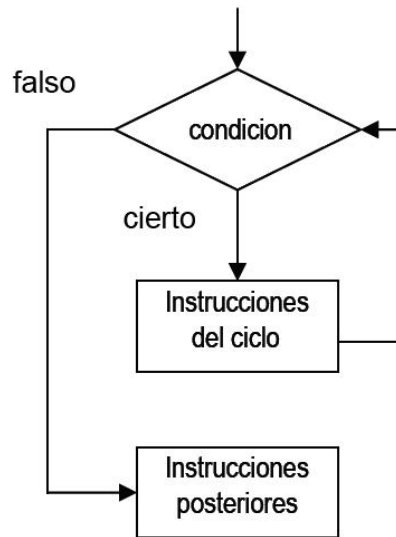 falso
condicion
cierto
Instrucciones
del ciclo
Instrucciones
posteriores